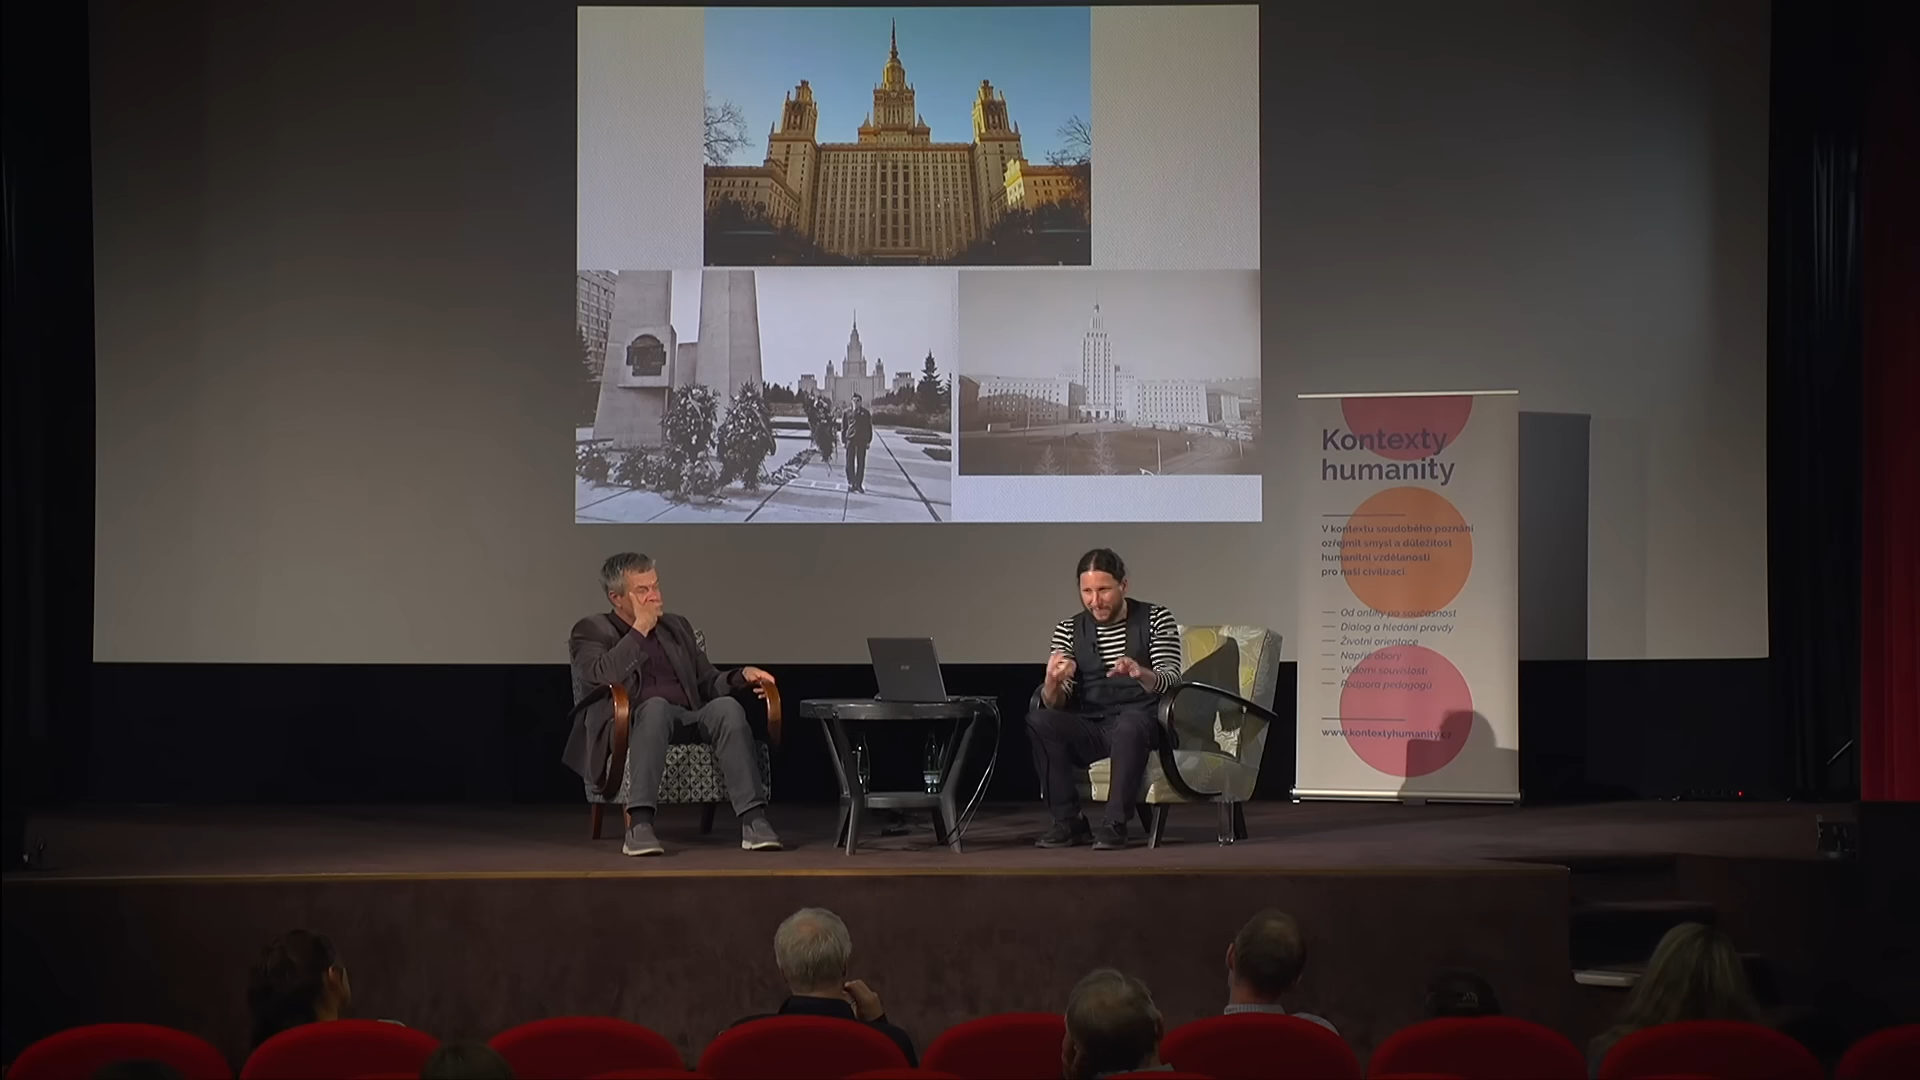 Kontexty
humanity
V kontextu soudobého poznání
ozřejmit smysl a důležitost
humanitní vzdělanosti
pro naši civilizaci.
— Od antiky po současnost
— Dialog a hledání pravdy
— Životní orientace
— Napříč obory
— Vědomí souvislostí
— Podpora pedagogů
www.kontextyhumanity.cz